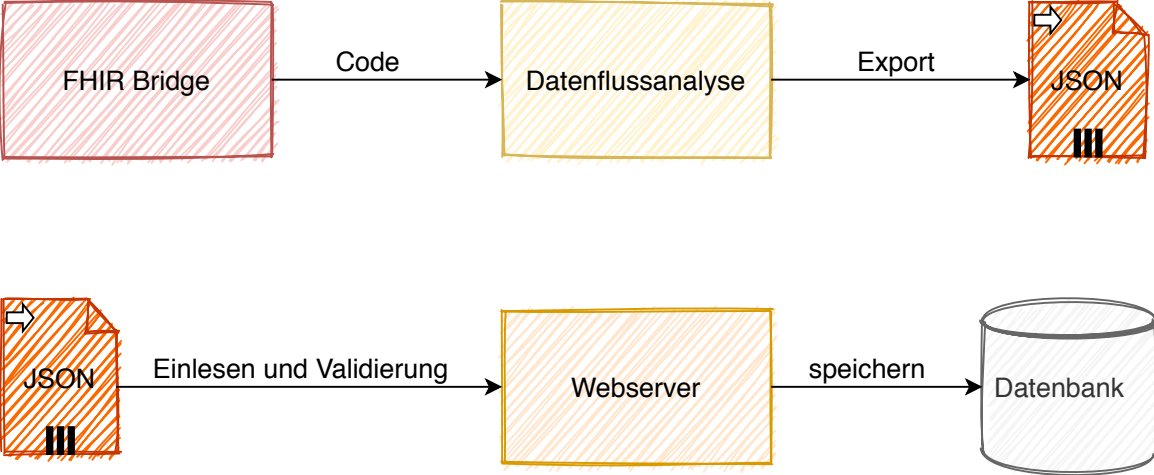 FHIR Bridge
Code
Datenflussanalyse
Export
JSON
JSON
Einlesen und Validierung
Webserver
speichern
Datenbank